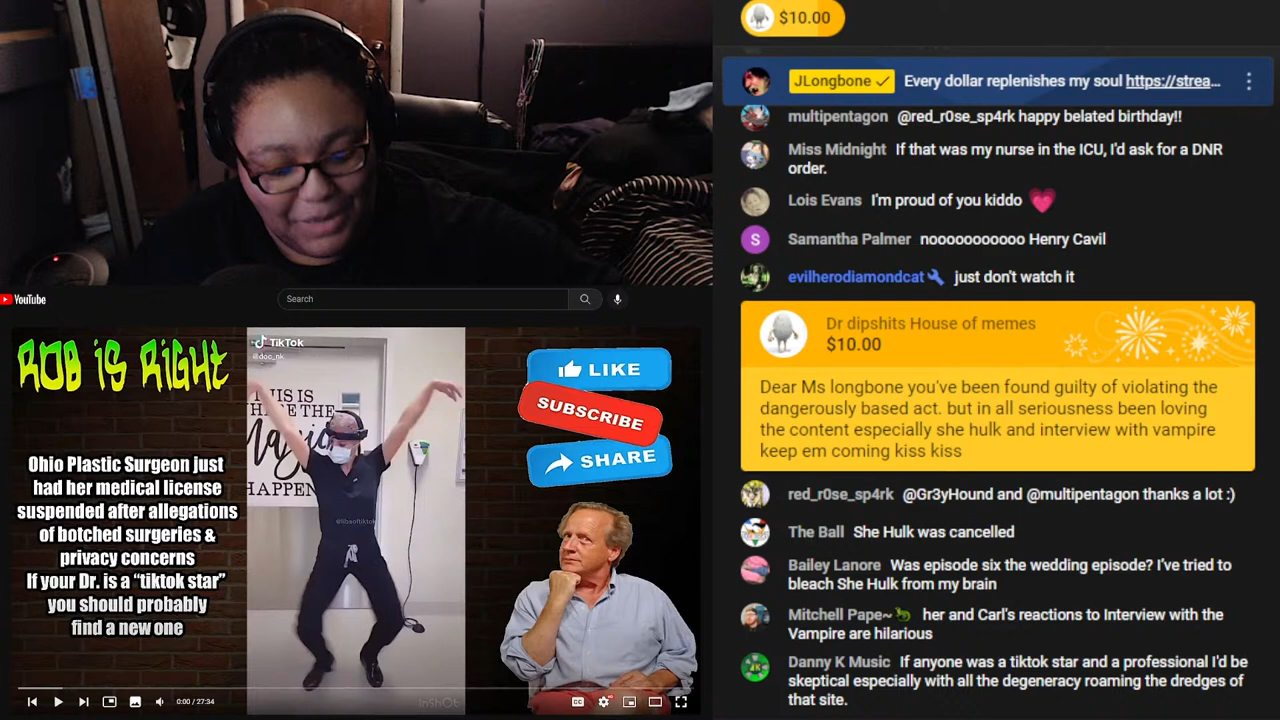 $10.00
JLongbone Every dollar replenishes my soul https://strea...
multipentagon @red_r0se_sp4rk happy belated birthday!!
Miss Midnight If that was my nurse in the ICU, I'd ask for a DNR
order.
Lois Evans I'm proud of you kiddo
S Samantha Palmer nooooooooooo Henry Cavil
evilherodiamondcat just don't watch it
Dr dipshits House of memes
$10.00
Dear Ms longbone you've been found guilty of violating the
dangerously based act. but in all seriousness been loving
the content especially she hulk and interview with vampire
keep em coming kiss kiss
red_r0se_sp4rk @Gr3yHound and @multipentagon thanks a lot :)
The Ball She Hulk was cancelled
Bailey Lanore Was episode six the wedding episode? I've tried to
bleach She Hulk from my brain
Mitchell Pape~ her and Carl's reactions to Interview with the
Vampire are hilarious
4K
Danny K Music If anyone was a tiktok star and a professional I'd be
skeptical especially with all the degeneracy roaming the dredges of
that site.
YouTube
Search
ROB iS RiGHT
Ohio Plastic Surgeon just
had her medical license
suspended after allegations
of botched surgeries &
privacy concerns
If your Dr. is a “tiktok star”
you should probably
find a new one
TikTok
@doc_nk
THIS IS
HERE THE
Magic
HAPPEN
@libsoftiktok
InShOt
LIKE
SUBSCRIBE
SHARE
0:00 / 27:34
CC
HD